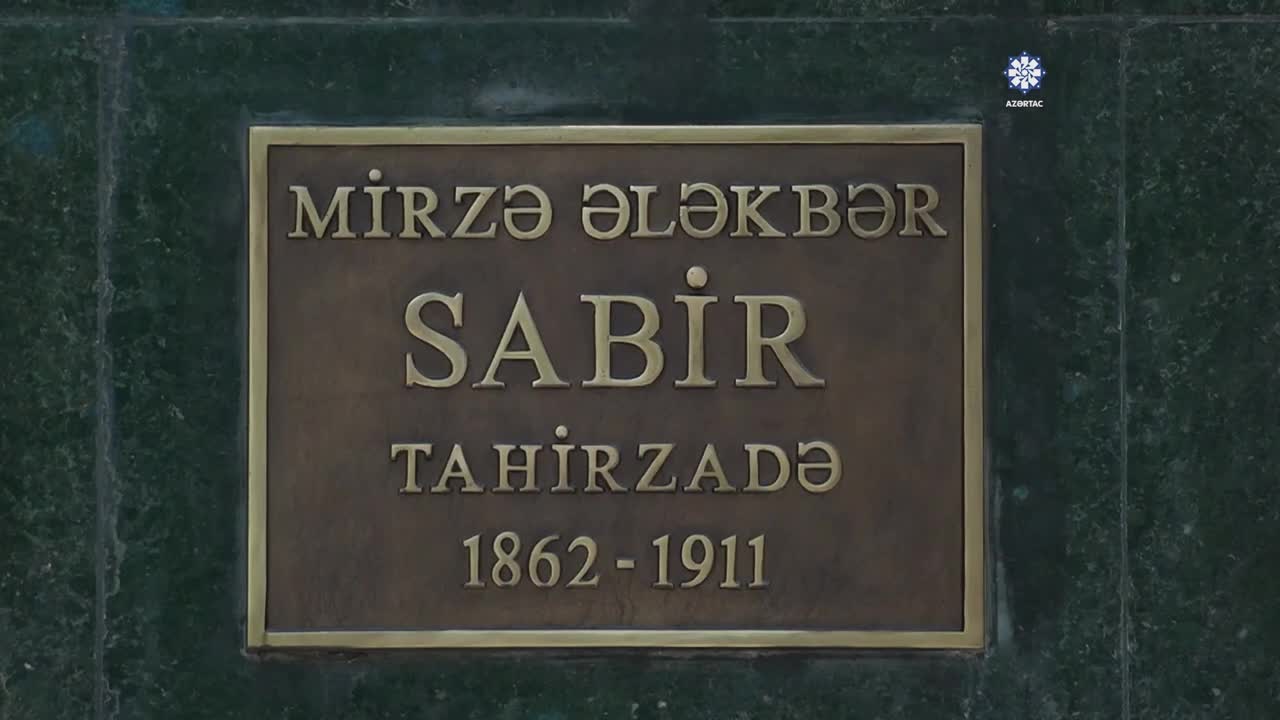 AZƏRTAC
MİRZƏ ƏLƏKBƏR
SABİR
TAHİRZADƏ
1862 - 1911